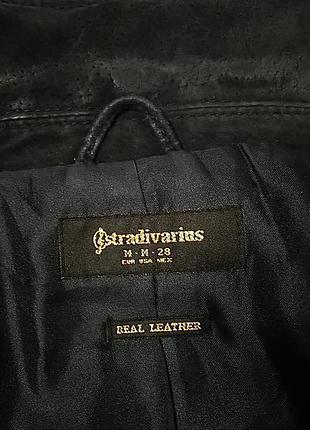 Stradivarius
M - M - 28
EUR USA MEX
REAL LEATHER